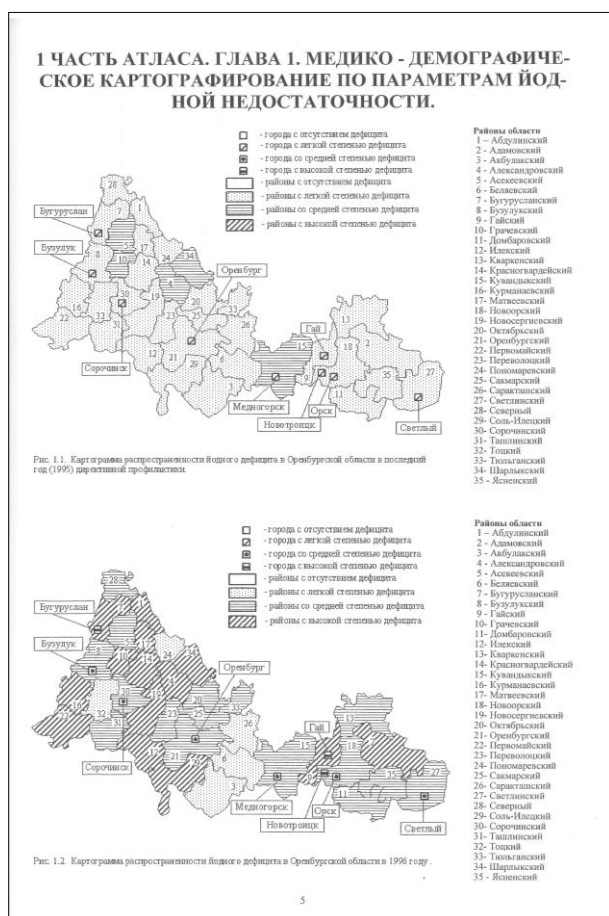 1 ЧАСТЬ АТЛАСА. ГЛАВА 1. МЕДИКО - ДЕМОГРАФИЧЕ-
СКОЕ КАРТОГРАФИРОВАНИЕ ПО ПАРАМЕТРАМ ЙОД-
НОЙ НЕДОСТАТОЧНОСТИ.
- города с отсутствием дефицита
- города с легкой степенью дефицита
- города со средней степенью дефицита
- города с высокой степенью дефицита
- районы с отсутствием дефицита
- районы с легкой степенью дефицита
- районы со средней степенью дефицита
- районы с высокой степенью дефицита
Бугуруслан
Бузулук
Оренбург
Сорочинск
Гай
Медногорск
Орск
Новотроицк
Светлый
Районы области
1 – Абдулинский
2 - Адамовский
3 - Акбулакский
4 - Александровский
5 - Асекеевский
6 - Беляевский
7 - Бугурусланский
8 - Бузулукский
9 - Гайский
10- Грачевский
11- Домбаровский
12- Илекский
13- Кваркенский
14- Красногвардейский
15- Кувандыкский
16- Курманаевский
17- Матвеевский
18- Новоорский
19- Новосергиевский
20- Октябрьский
21- Оренбургский
22- Первомайский
23- Переволоцкий
24- Пономаревский
25- Сакмарский
26- Саракташский
27- Светлинский
28- Северный
29- Соль-Илецкий
30- Сорочинский
31- Ташлинский
32- Тоцкий
33- Тюльганский
34- Шарлыкский
35 - Ясненский
Рис. 1.1. Картограмма распространенности йодного дефицита в Оренбургской области в последний
год (1995) директивной профилактики.
- города с отсутствием дефицита
- города с легкой степенью дефицита
- города со средней степенью дефицита
- города с высокой степенью дефицита
- районы с отсутствием дефицита
- районы с легкой степенью дефицита
- районы со средней степенью дефицита
- районы с высокой степенью дефицита
Бугуруслан
Бузулук
Оренбург
Сорочинск
Гай
Медногорск
Орск
Новотроицк
Светлый
Районы области
1 – Абдулинский
2 - Адамовский
3 - Акбулакский
4 - Александровский
5 - Асекеевский
6 - Беляевский
7 - Бугурусланский
8 - Бузулукский
9 - Гайский
10- Грачевский
11- Домбаровский
12- Илекский
13- Кваркенский
14- Красногвардейский
15- Кувандыкский
16- Курманаевский
17- Матвеевский
18- Новоорский
19- Новосергиевский
20- Октябрьский
21- Оренбургский
22- Первомайский
23- Переволоцкий
24- Пономаревский
25- Сакмарский
26- Саракташский
27- Светлинский
28- Северный
29- Соль-Илецкий
30- Сорочинский
31- Ташлинский
32- Тоцкий
33- Тюльганский
34- Шарлыкский
35 - Ясненский
Рис. 1.2. Картограмма распространенности йодного дефицита в Оренбургской области в 1996 году.
5